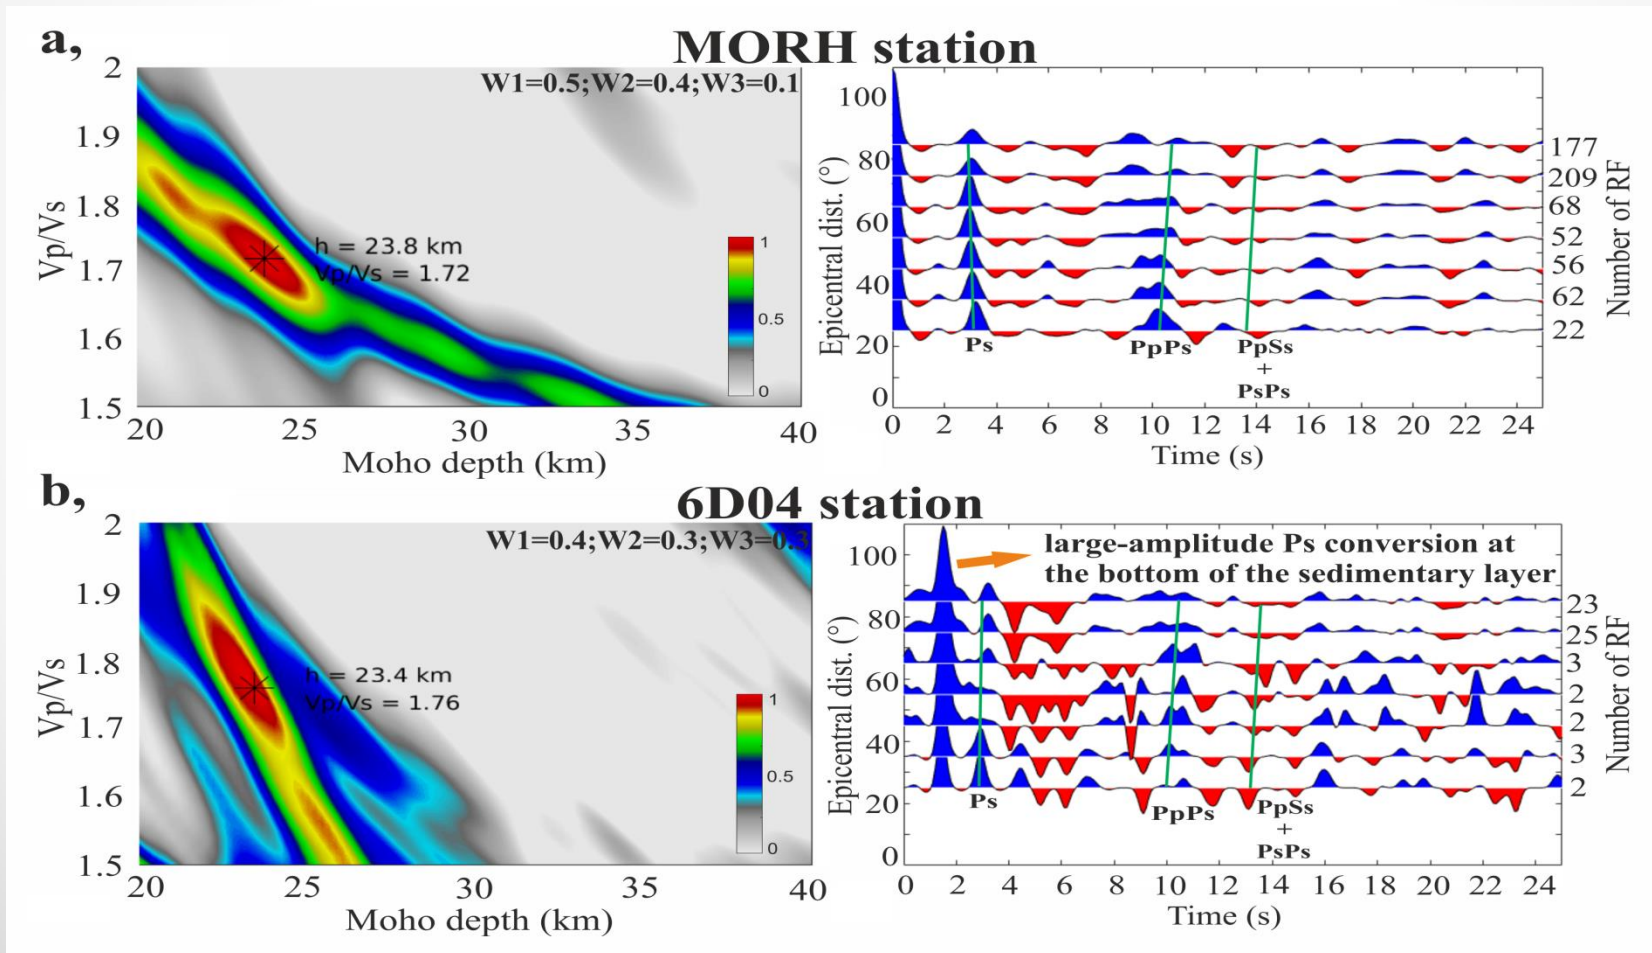 a,
MORH station
W1=0.5;W2=0.4;W3=0.1
2
1.9
1.8
1.7
1.6
1.5
Vp/Vs
h = 23.8 km
Vp/Vs = 1.72
1
0.5
0
20 25 30 35 40
Moho depth (km)
100
80
60
40
20
0
Epicentral dist. (°)
177
209
68
52
56
62
22
Number of RF
Ps PpPs PpSs
+
PsPs
0 2 4 6 8 10 12 14 16 18 20 22 24
Time (s)
b,
6D04 station
W1=0.4;W2=0.3;W3=0.3
2
1.9
1.8
1.7
1.6
1.5
Vp/Vs
h = 23.4 km
Vp/Vs = 1.76
1
0.5
0
20 25 30 35 40
Moho depth (km)
large-amplitude Ps conversion at
the bottom of the sedimentary layer
100
80
60
40
20
0
Epicentral dist. (°)
23
25
3
2
2
3
2
Number of RF
Ps PpPs PpSs
+
PsPs
0 2 4 6 8 10 12 14 16 18 20 22 24
Time (s)